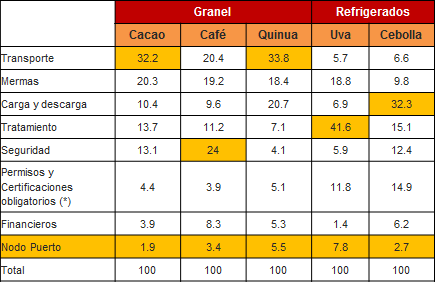 Granel Refrigerados
Cacao Café Quinua Uva Cebolla
Transporte 32.2 20.4 33.8 5.7 6.6
Mermas 20.3 19.2 18.4 18.8 9.8
Carga y descarga 10.4 9.6 20.7 6.9 32.3
Tratamiento 13.7 11.2 7.1 41.6 15.1
Seguridad 13.1 24 4.1 5.9 12.4
Permisos y
Certificaciones
obligatorios (*) 4.4 3.9 5.1 11.8 14.9
Financieros 3.9 8.3 5.3 1.4 6.2
Nodo Puerto 1.9 3.4 5.5 7.8 2.7
Total 100 100 100 100 100